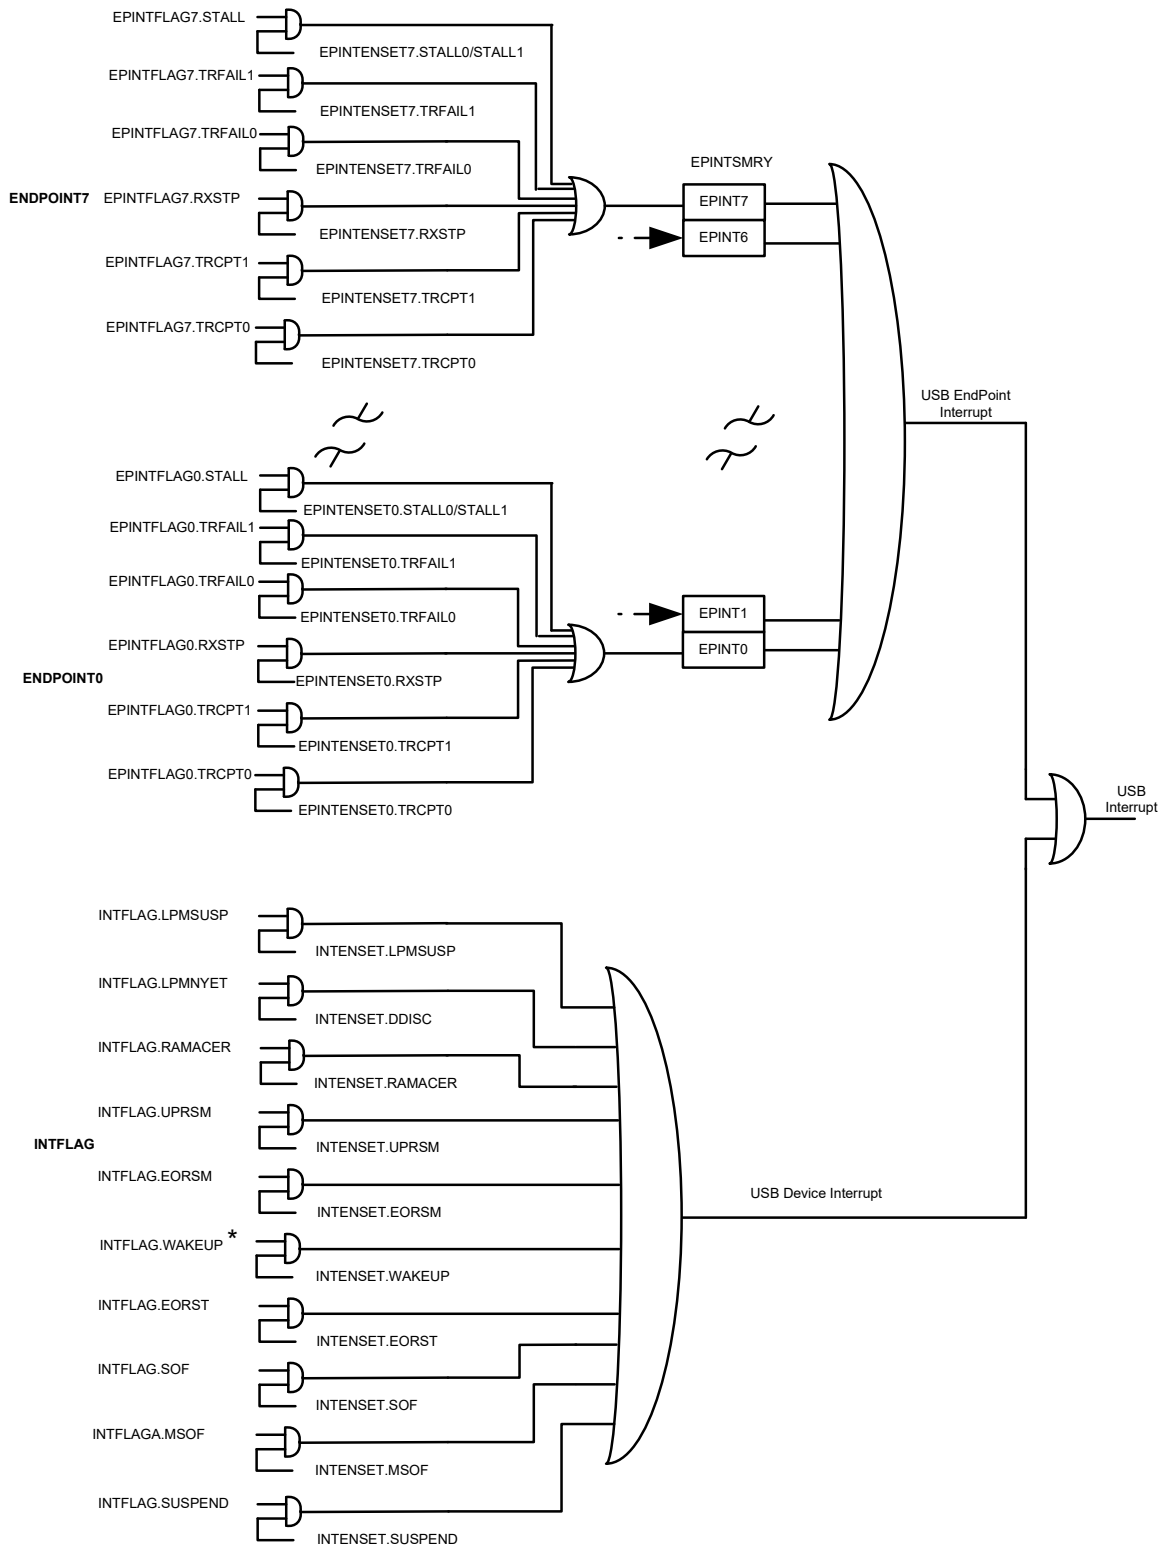 EPINTFLAG7.STALL
EPINTENSET7.STALL0/STALL1
EPINTFLAG7.TRFAIL1
EPINTENSET7.TRFAIL1
EPINTFLAG7.TRFAIL0
EPINTENSET7.TRFAIL0
ENDPOINT7
EPINTFLAG7.RXSTP
EPINTENSET7.RXSTP
EPINTFLAG7.TRCPT1
EPINTENSET7.TRCPT1
EPINTFLAG7.TRCPT0
EPINTENSET7.TRCPT0
EPINTSMRY
EPINT7
EPINT6
USB EndPoint
Interrupt
EPINTFLAG0.STALL
EPINTENSET0.STALL0/STALL1
EPINTFLAG0.TRFAIL1
EPINTENSET0.TRFAIL1
EPINTFLAG0.TRFAIL0
EPINTENSET0.TRFAIL0
EPINTFLAG0.RXSTP
ENDPOINT0
EPINTENSET0.RXSTP
EPINTFLAG0.TRCPT1
EPINTENSET0.TRCPT1
EPINTFLAG0.TRCPT0
EPINTENSET0.TRCPT0
EPINT1
EPINT0
USB
Interrupt
INTFLAG.LPMSUSP
INTENSET.LPMSUSP
INTFLAG.LPMNYET
INTENSET.DDISC
INTFLAG.RAMACER
INTENSET.RAMACER
INTFLAG.UPRSM
INTFLAG
INTENSET.UPRSM
INTFLAG.EORSM
INTENSET.EORSM
USB Device Interrupt
INTFLAG.WAKEUP *
INTENSET.WAKEUP
INTFLAG.EORST
INTENSET.EORST
INTFLAG.SOF
INTENSET.SOF
INTFLAGA.MSOF
INTENSET.MSOF
INTFLAG.SUSPEND
INTENSET.SUSPEND